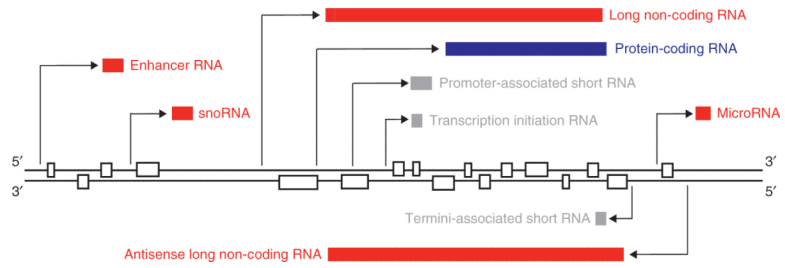 Long non-coding RNA
Protein-coding RNA
Enhancer RNA
Promoter-associated short RNA
snoRNA
Transcription initiation RNA
MicroRNA
5′ 3′
3′ 5′
Termini-associated short RNA
Antisense long non-coding RNA